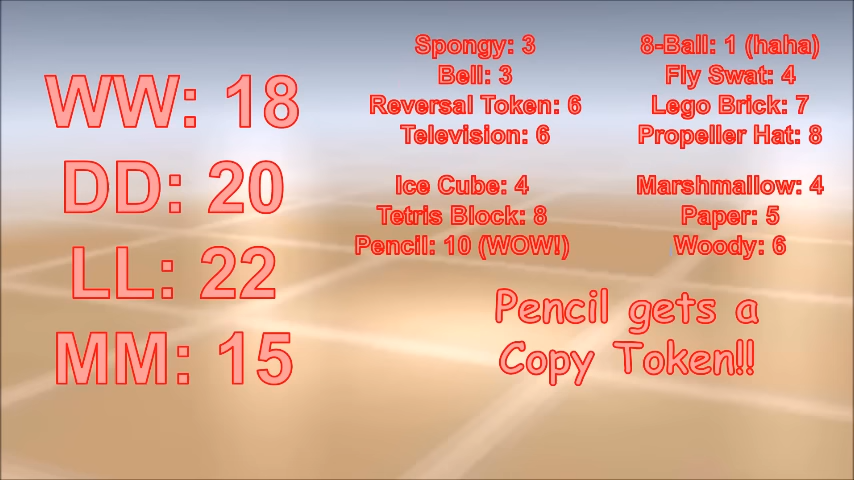 WW: 18
DD: 20
LL: 22
MM: 15
Spongy: 3
Bell: 3
Reversal Token: 6
Television: 6
8-Ball: 1 (haha)
Fly Swat: 4
Lego Brick: 7
Propeller Hat: 8
Ice Cube: 4
Tetris Block: 8
Pencil: 10 (WOW!)
Marshmallow: 4
Paper: 5
Woody: 6
Pencil gets a
Copy Token!!